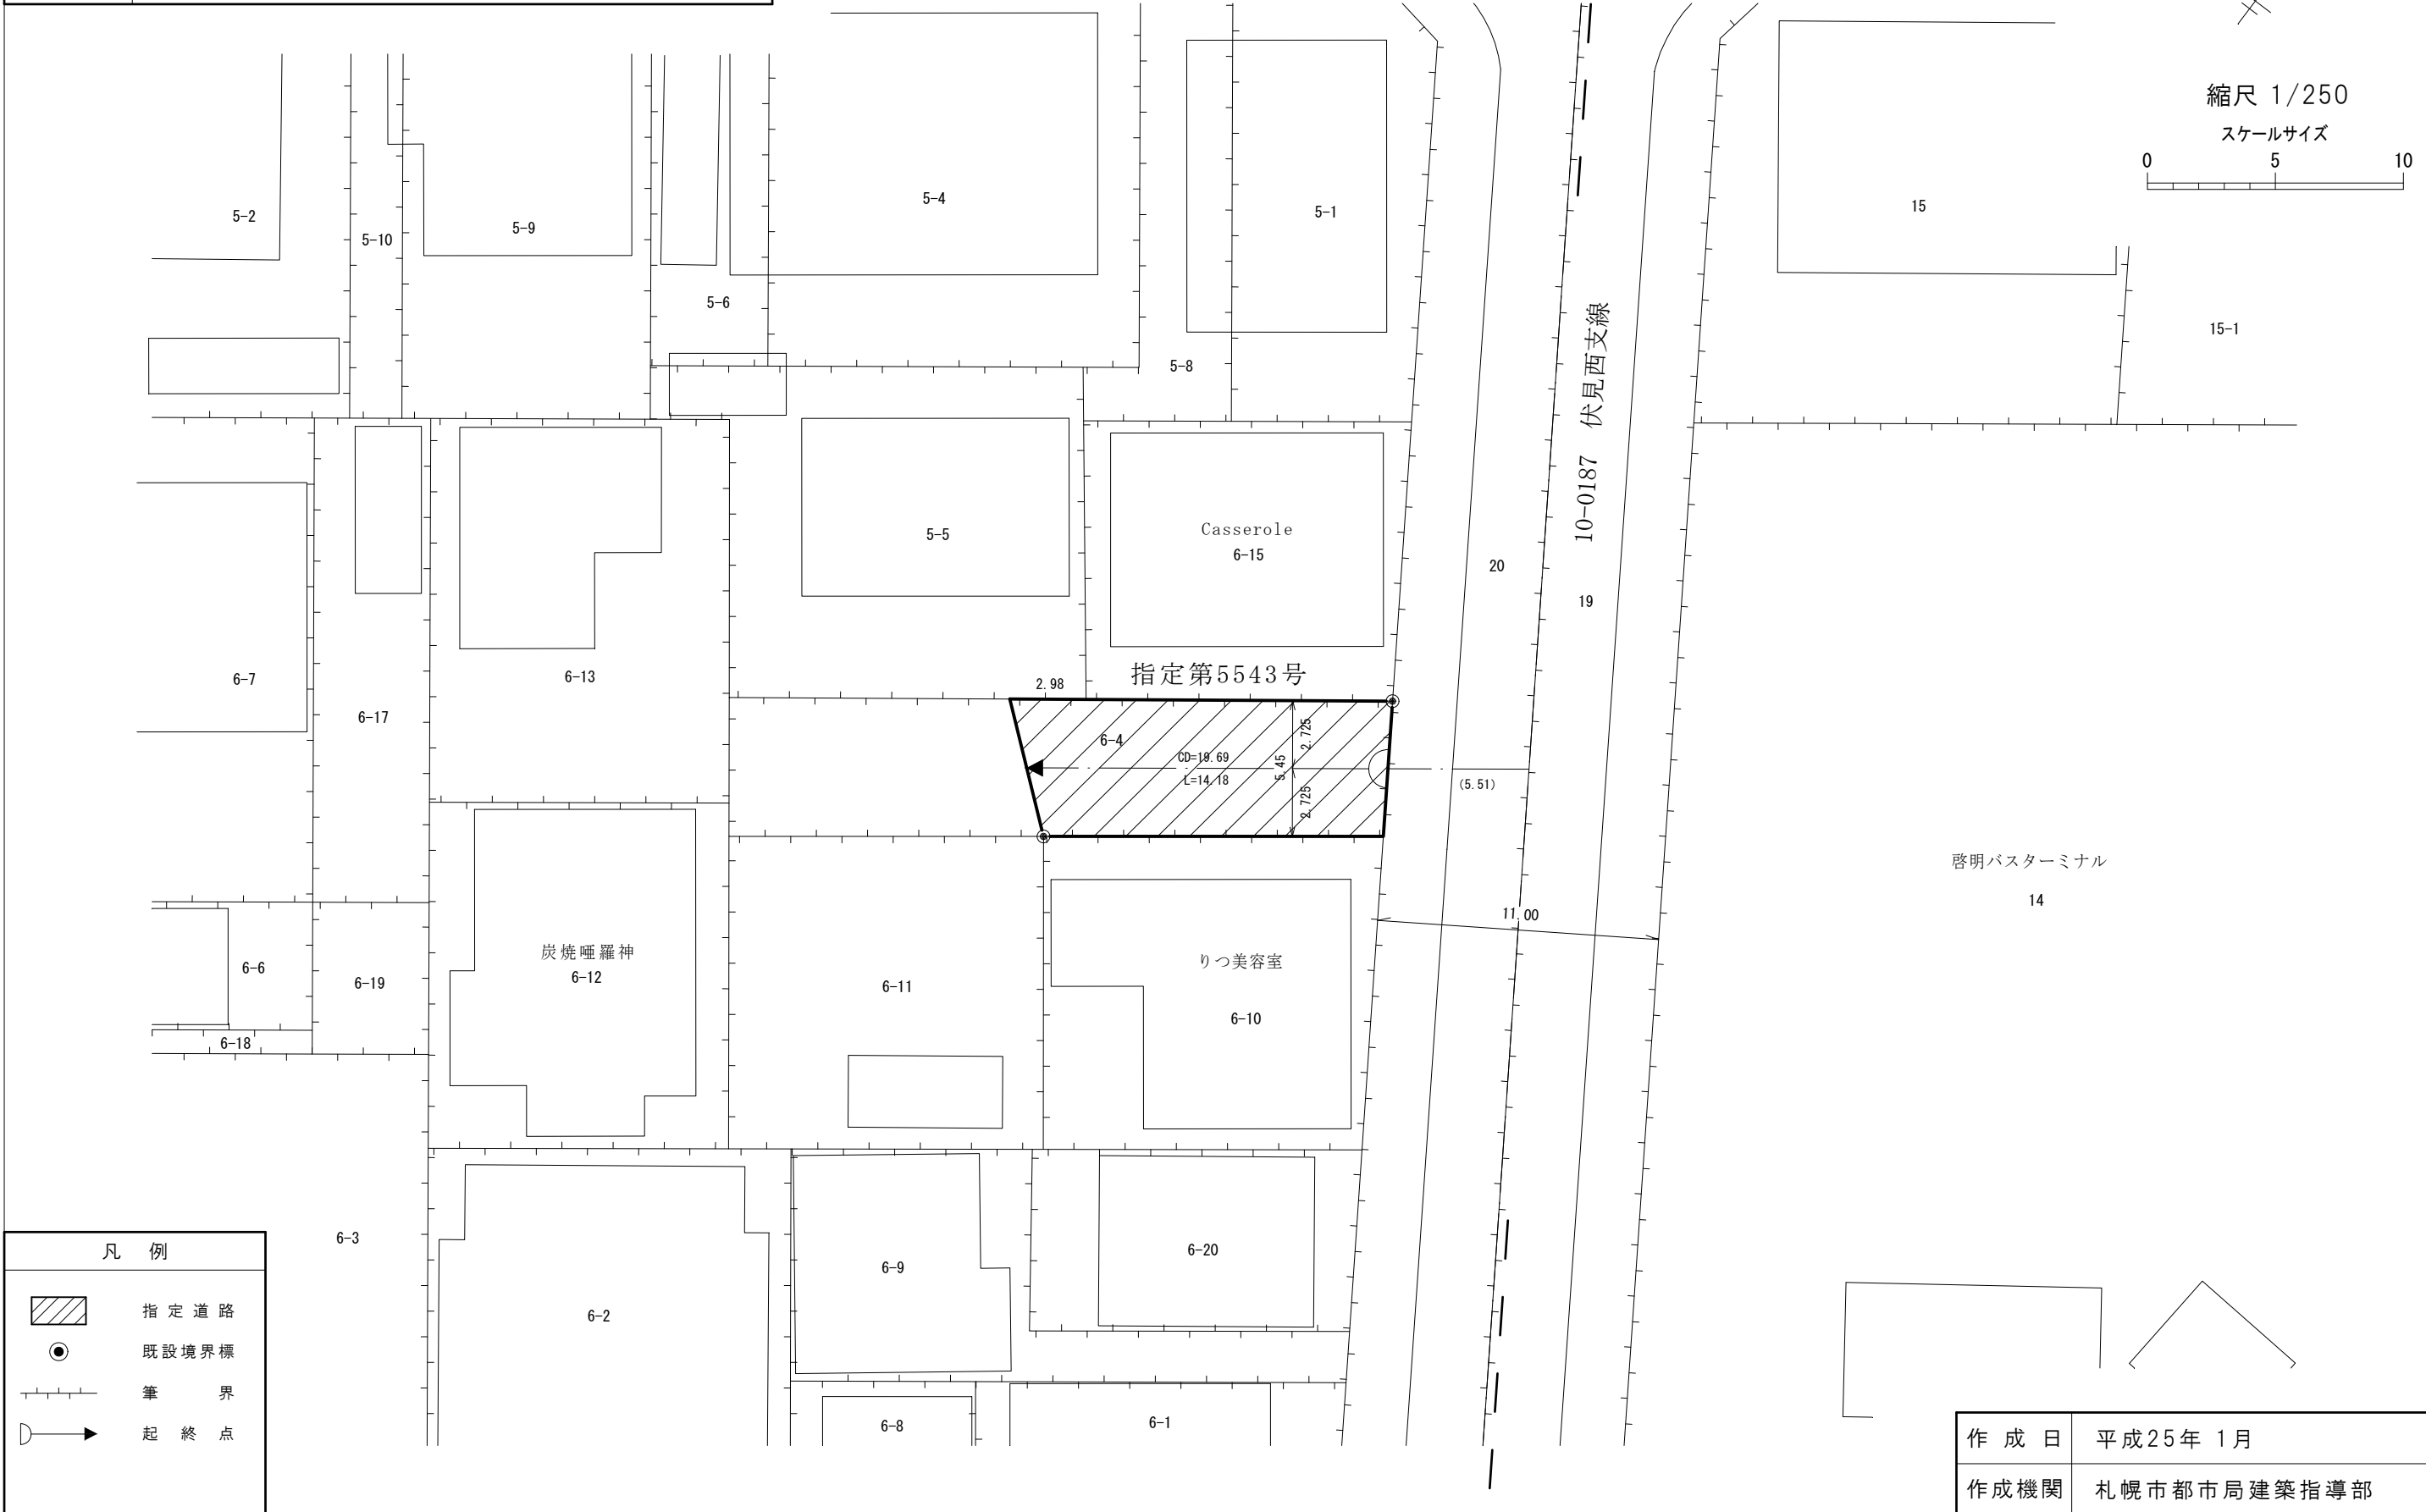 縮尺 1/250
スケールサイズ
0 5 10
5-2
5-10
5-9
5-6
5-4
5-1
5-8
15
15-1
10-0187 伏見西支線
20
19
5-5
Casserole
6-15
6-7
6-17
6-13
指定第5543号
2.98
6-4
CD=19.69
L=14.18
5.45
2.725
2.725
(5.51)
11.00
啓明バスターミナル
14
6-6
6-19
6-18
炭焼唖羅神
6-12
6-11
りつ美容室
6-10
6-3
6-2
6-9
6-20
6-8
6-1
凡例
指定道路
既設境界標
筆界
起終点
作成日 平成25年 1月
作成機関 札幌市都市局建築指導部